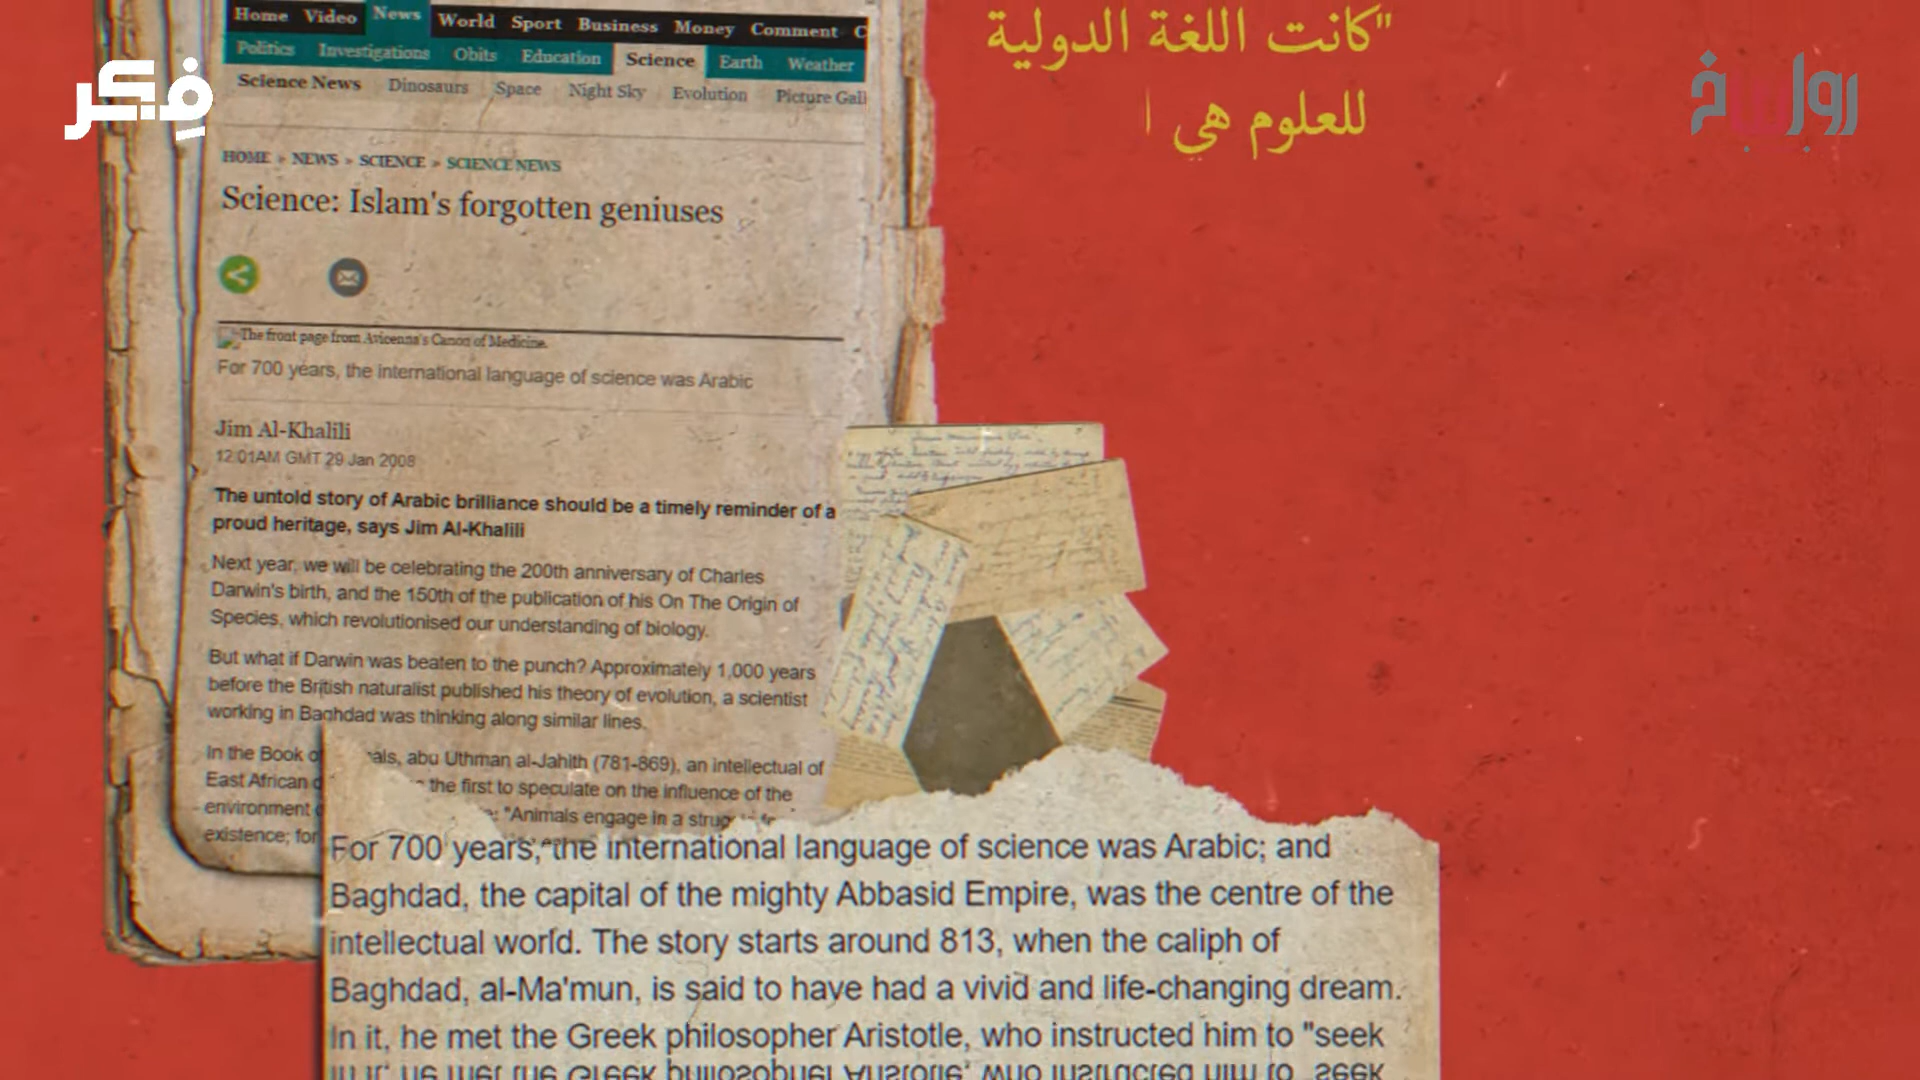 Home Video News World Sport Business Money Comment C
Politics Investigations Obits Education Science Earth Weather
Science News Dinosaurs Space Night Sky Evolution Picture Gall
فِكر
"كانت اللغة الدولية
للعلوم هي ا
HOME » NEWS » SCIENCE » SCIENCE NEWS
Science: Islam's forgotten geniuses
The front page from Avicenna's Canon of Medicine.
For 700 years, the international language of science was Arabic
Jim Al-Khalili
12:01AM GMT 29 Jan 2008
The untold story of Arabic brilliance should be a timely reminder of a
proud heritage, says Jim Al-Khalili
Next year, we will be celebrating the 200th anniversary of Charles
Darwin's birth, and the 150th of the publication of his On The Origin of
Species, which revolutionised our understanding of biology.
But what if Darwin was beaten to the punch? Approximately 1,000 years
before the British naturalist published his theory of evolution, a scientist
working in Baghdad was thinking along similar lines.
In the Book o als, abu Uthman al-Jahith (781-869), an intellectual of
East African the first to speculate on the influence of the
environment "Animals engage in a
existence; for
For 700 years, the international language of science was Arabic; and
Baghdad, the capital of the mighty Abbasid Empire, was the centre of the
intellectual world. The story starts around 813, when the caliph of
Baghdad, al-Ma'mun, is said to have had a vivid and life-changing dream.
In it, he met the Greek philosopher Aristotle, who instructed him to "seek